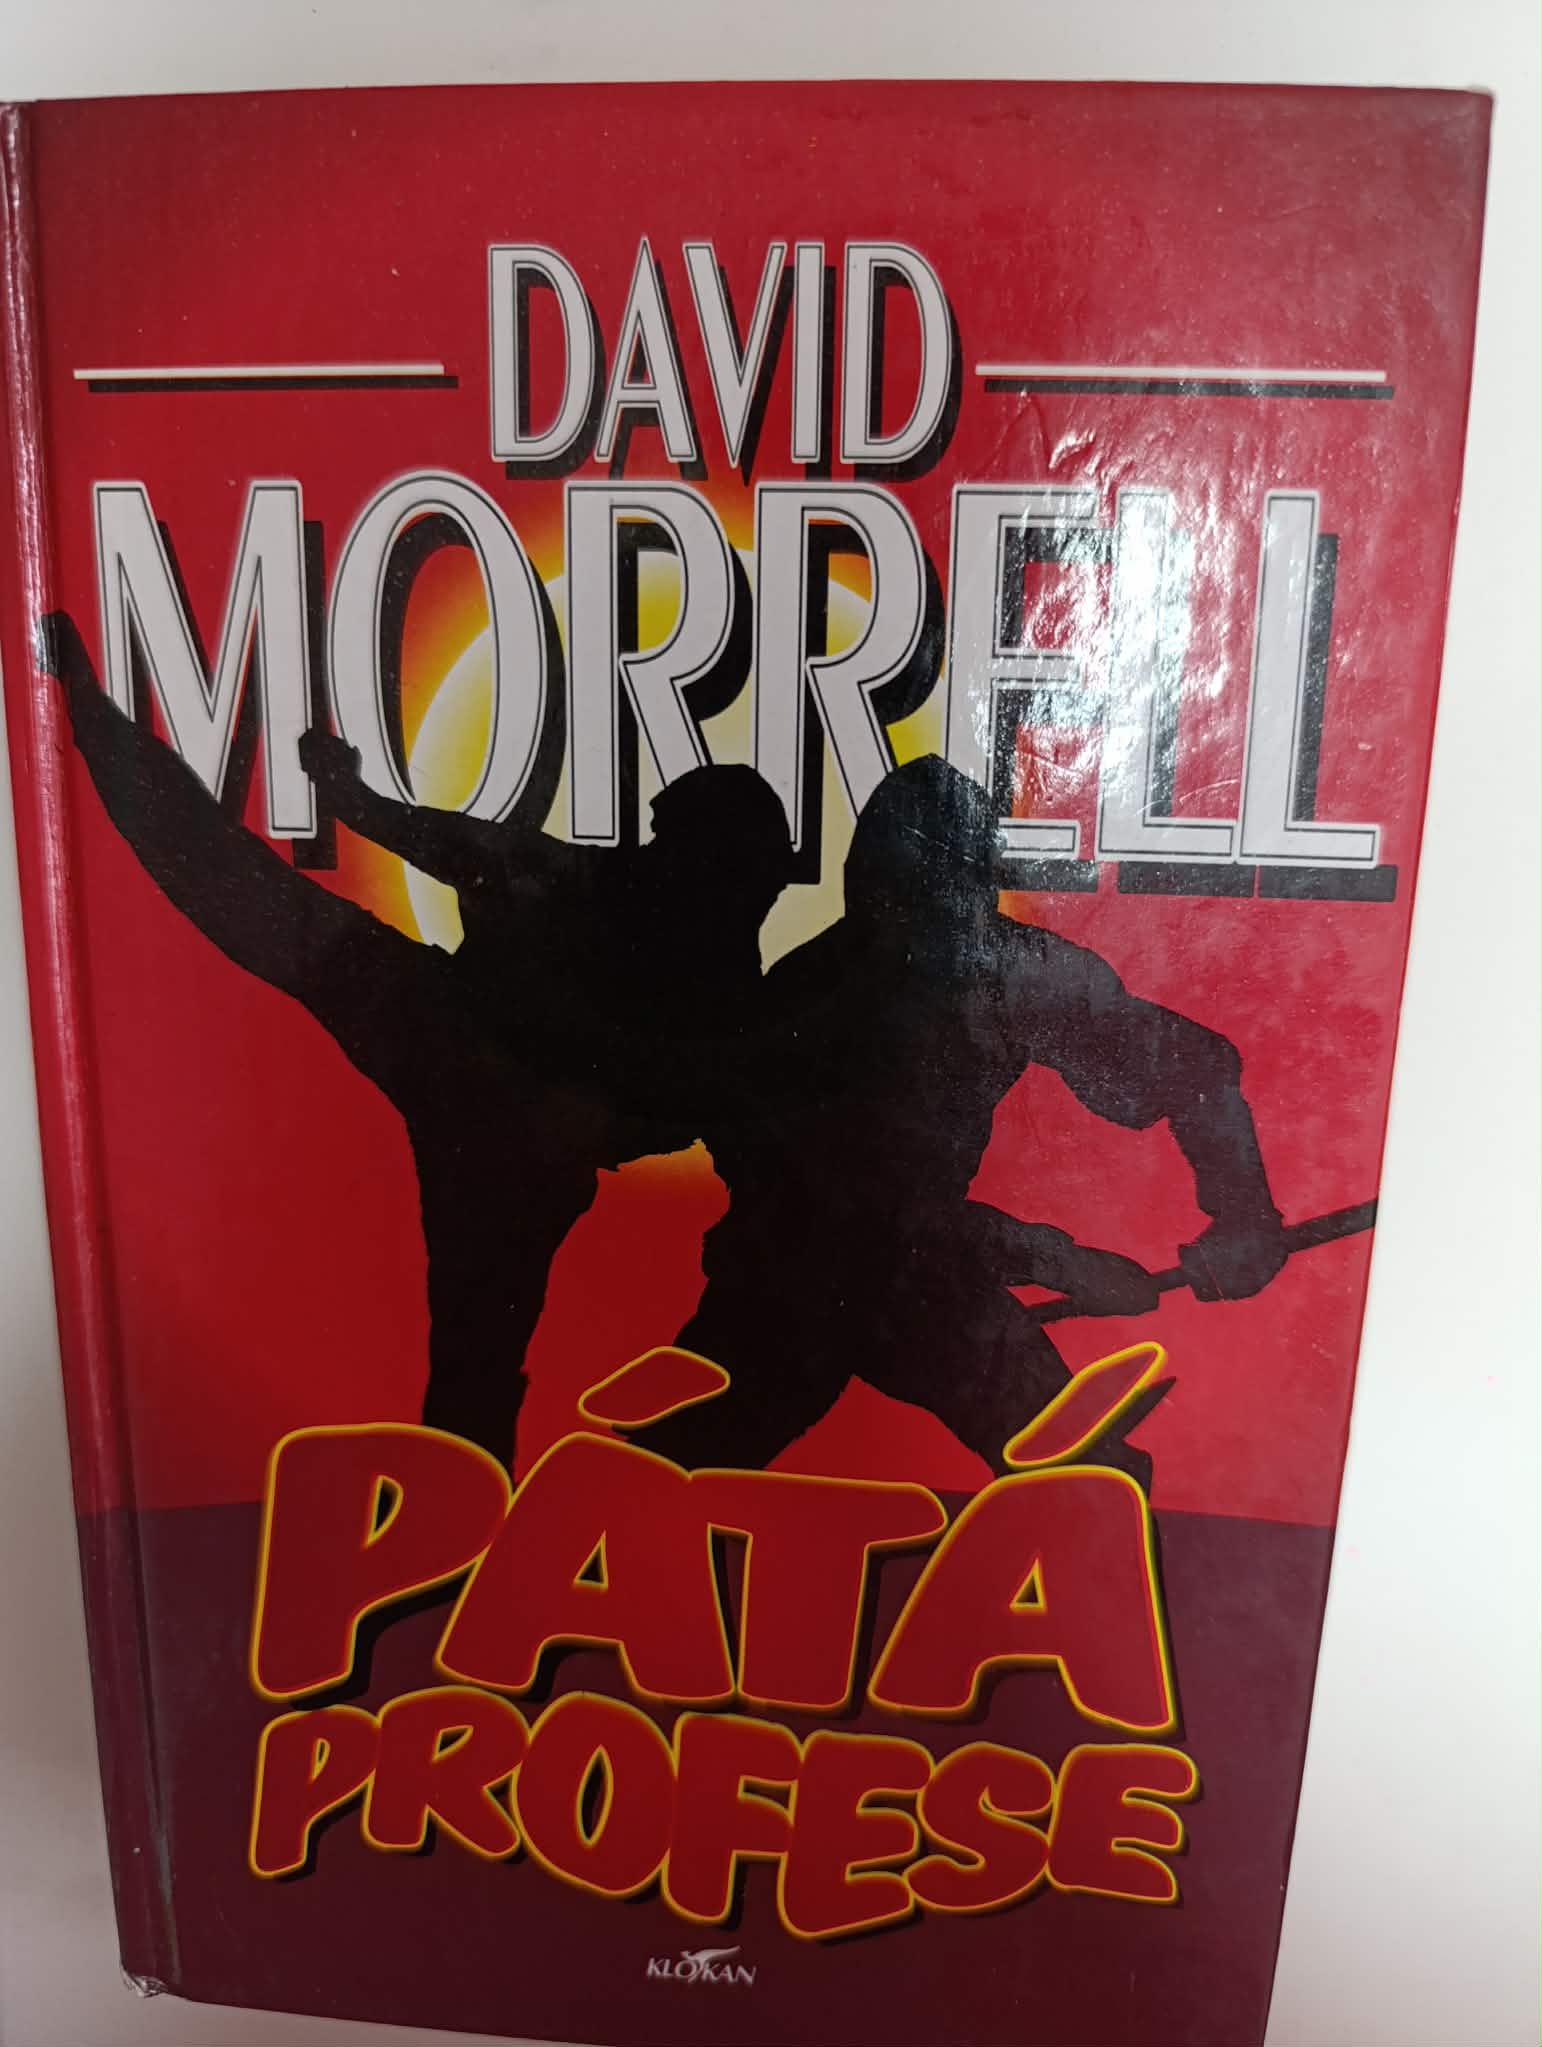 DAVID
MORRELL
PÁTÁ
PROFESE
KLOKAN